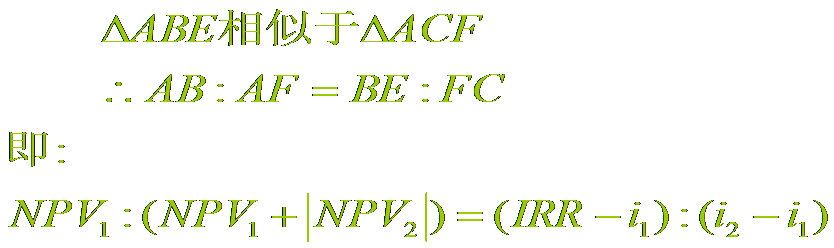 ΔABE相似于ΔACF
∴ AB : AF = BE : FC
即:
NPV₁ : (NPV₁ + |NPV₂|) = (IRR − i₁) : (i₂ − i₁)